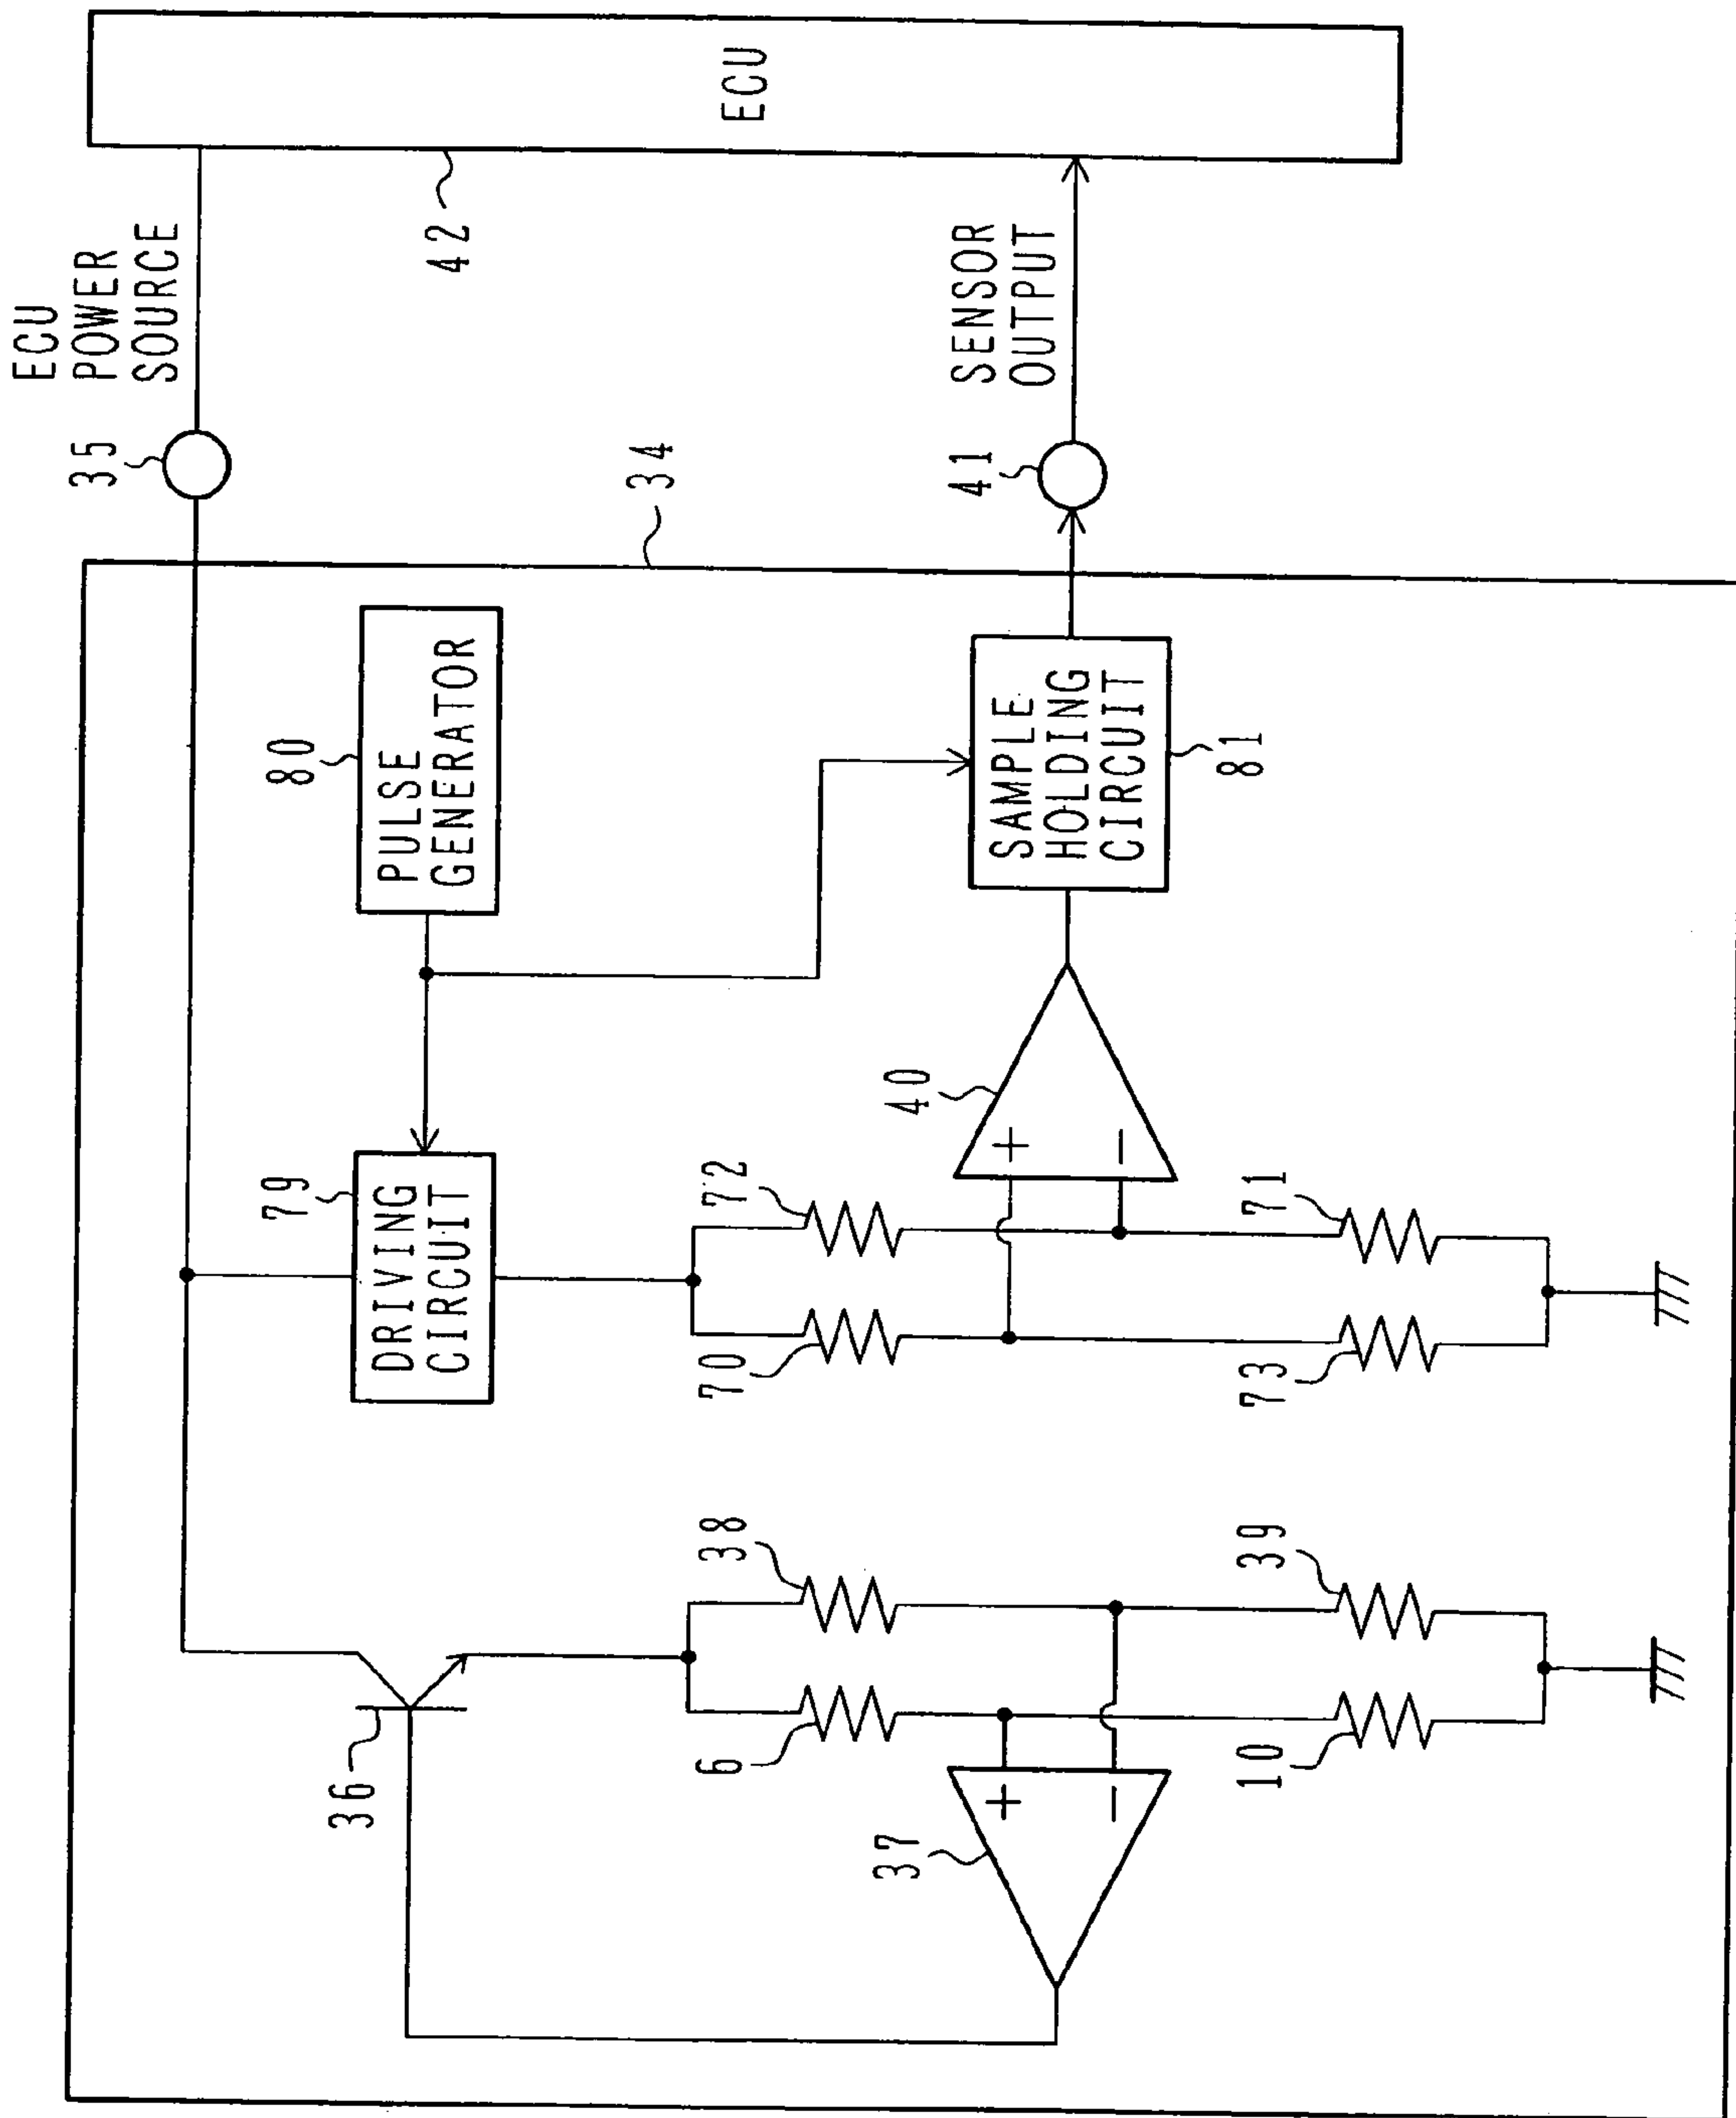 ECU
POWER
SOURCE
35
42
ECU
SENSOR
OUTPUT
41
34
80
PULSE
GENERATOR
79
DRIVING
CIRCUIT
SAMPLE
HOLDING
CIRCUIT
81
40
+
−
72
71
70
73
36
38
39
6
10
37
+
−